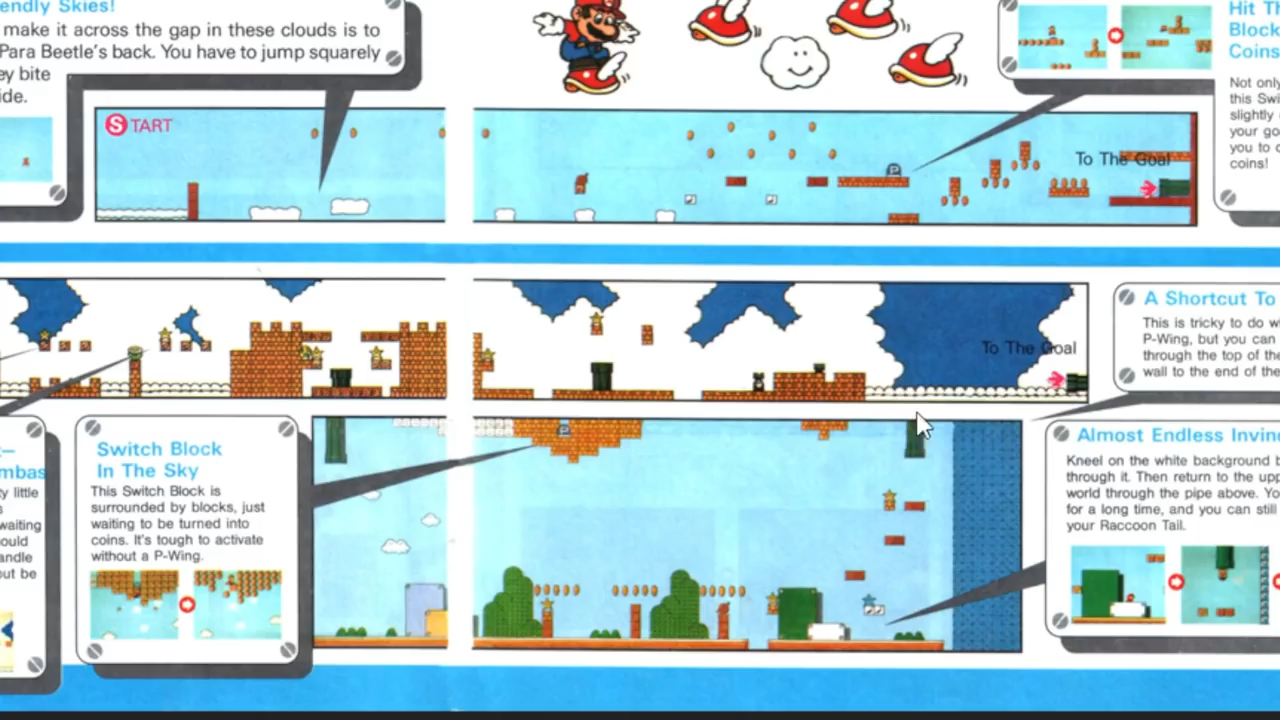 endly Skies!
make it across the gap in these clouds is to
Para Beetle's back. You have to jump squarely
ey bite
ide.
Hit Th
Block
Coins
Not only
this Swi
slightly
your go
you to c
coins!
START
P
To The Goal
To The Goal
A Shortcut To
This is tricky to do w
P-Wing, but you can
through the top of the
wall to the end of the
Switch Block
In The Sky
This Switch Block is
surrounded by blocks, just
waiting to be turned into
coins. It's tough to activate
without a P-Wing.
mbas
ty little
s
waiting
ould
andle
out be
P
Almost Endless Invin
Kneel on the white background b
through it. Then return to the upp
world through the pipe above. Yo
for a long time, and you can still
your Raccoon Tail.